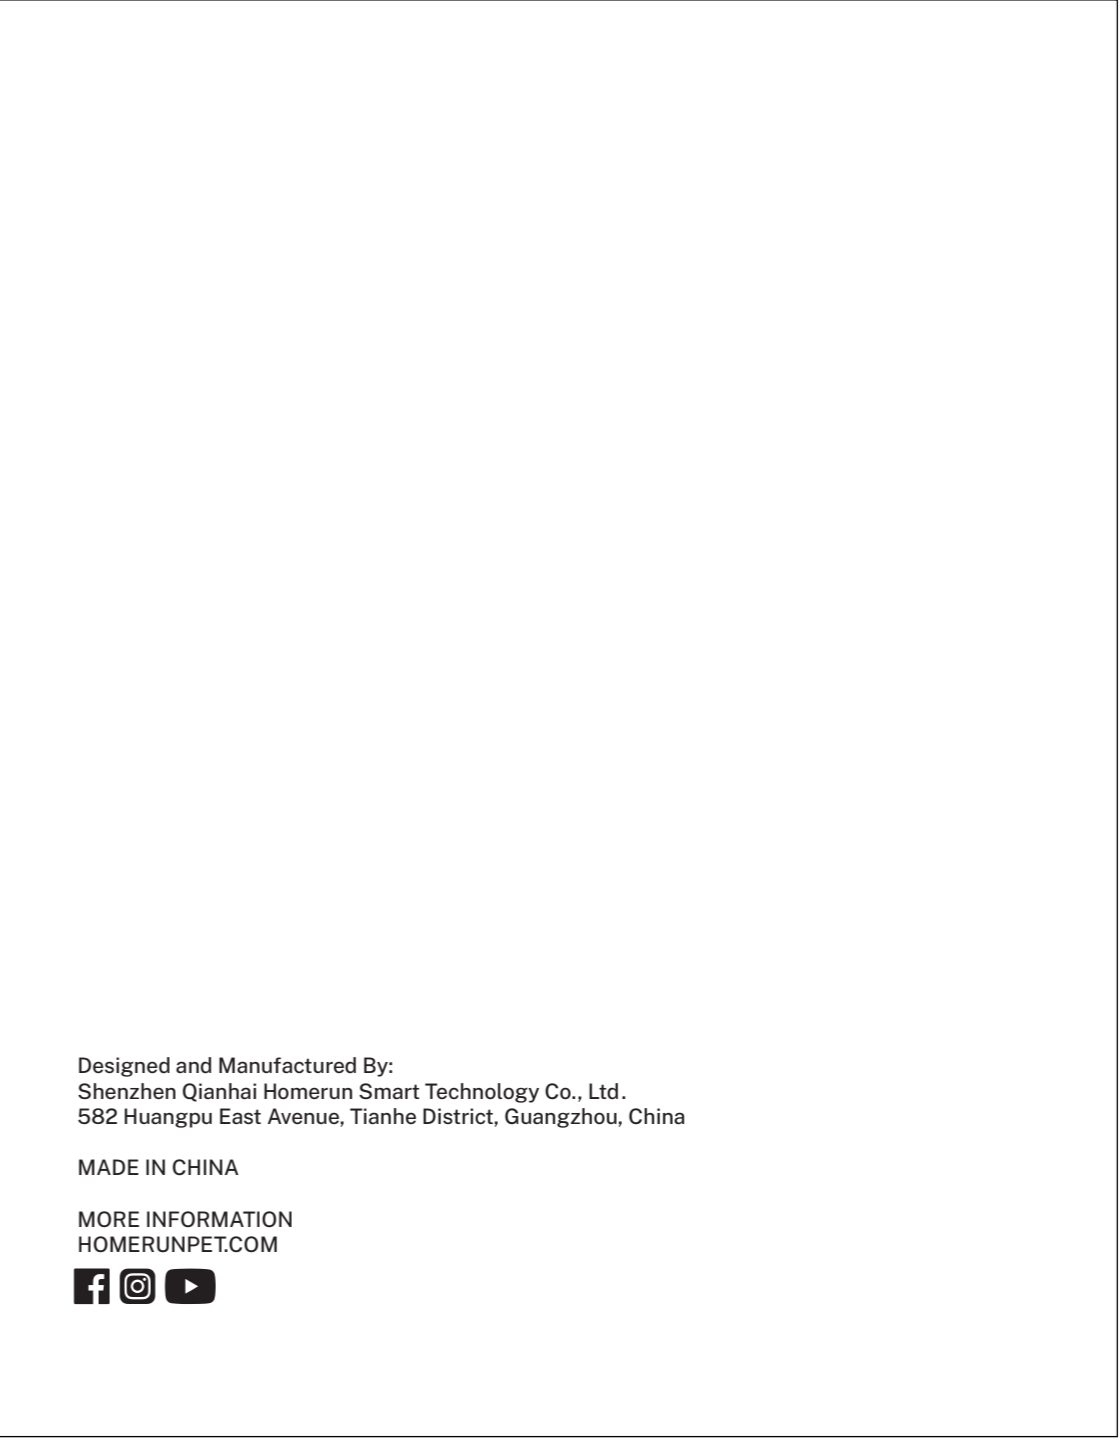 Designed and Manufactured By:
Shenzhen Qianhai Homerun Smart Technology Co., Ltd.
582 Huangpu East Avenue, Tianhe District, Guangzhou, China
MADE IN CHINA
MORE INFORMATION
HOMERUNPET.COM